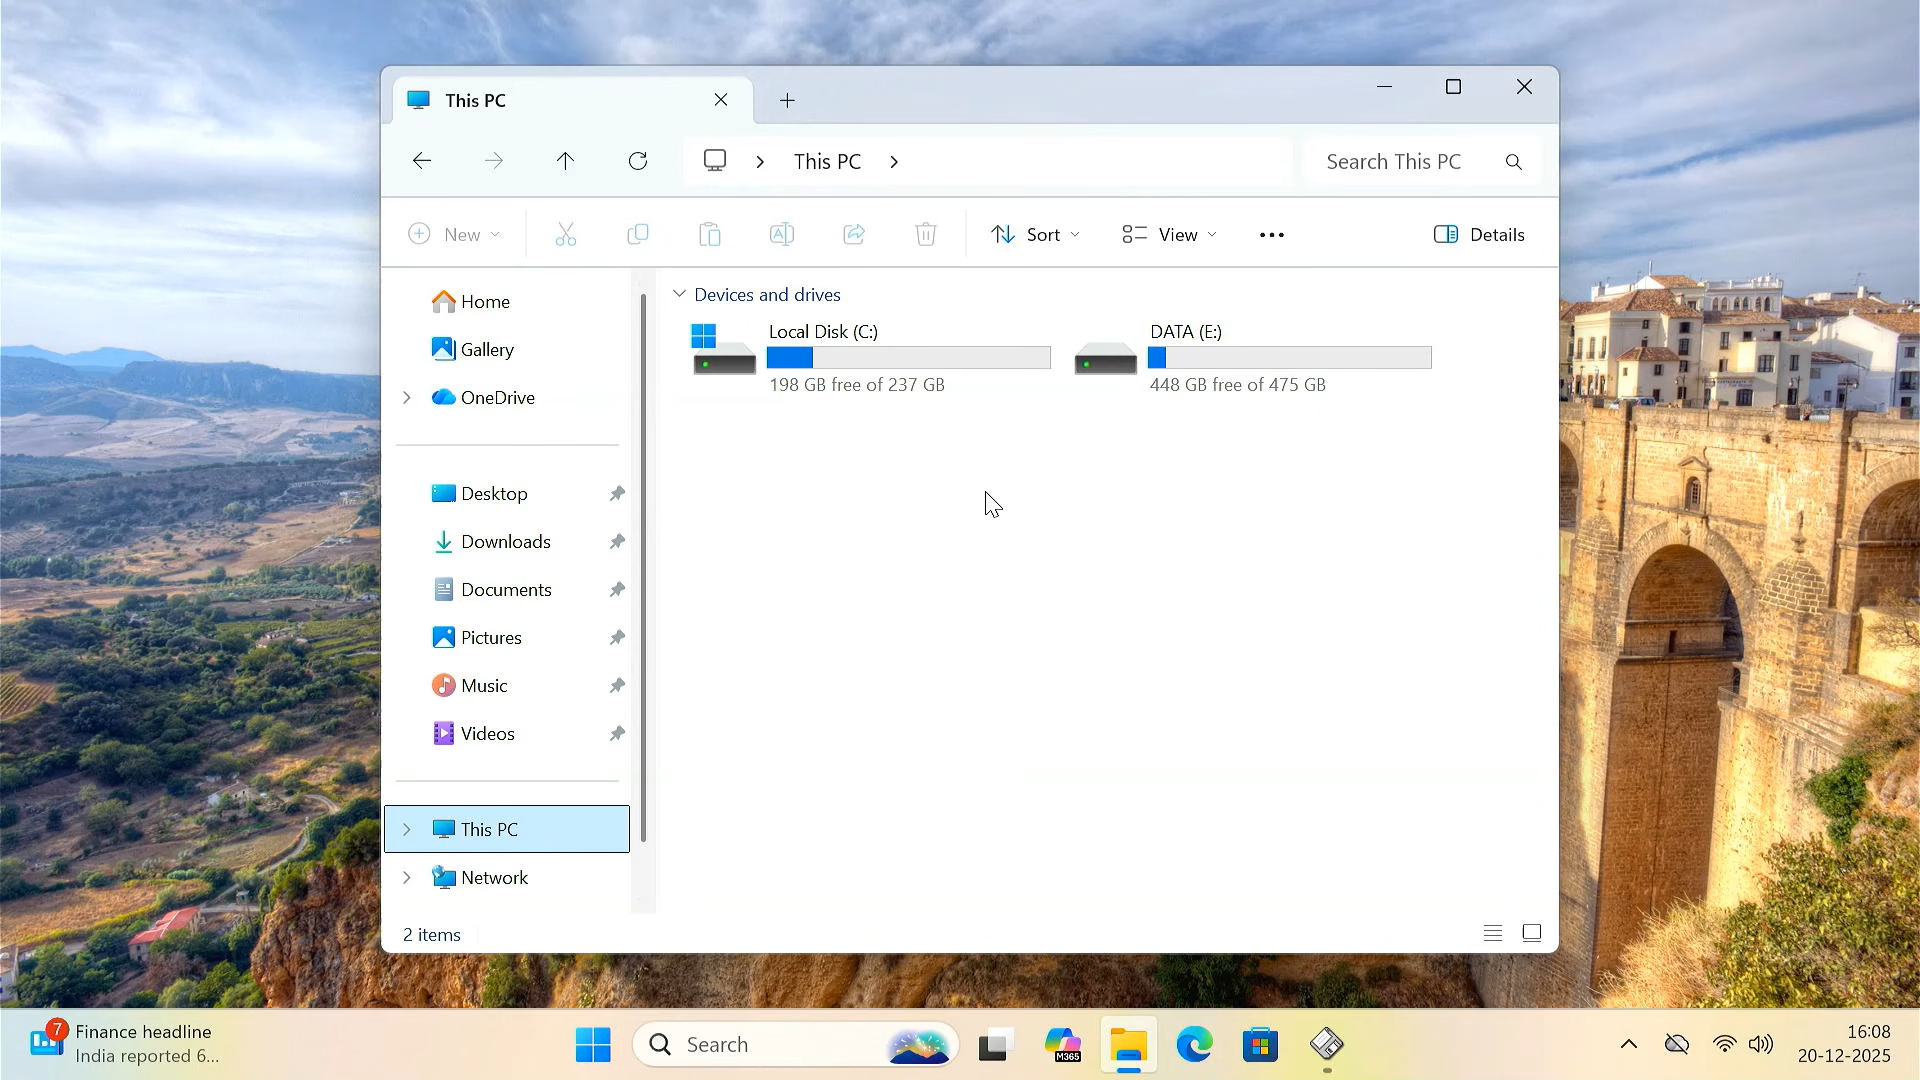 This PC
This PC
Search This PC
New
Sort
View
Details
Home
Gallery
OneDrive
Desktop
Downloads
Documents
Pictures
Music
Videos
This PC
Network
Devices and drives
Local Disk (C:)
198 GB free of 237 GB
DATA (E:)
448 GB free of 475 GB
2 items
7
Finance headline
India reported 6...
Search
M365
16:08
20-12-2025